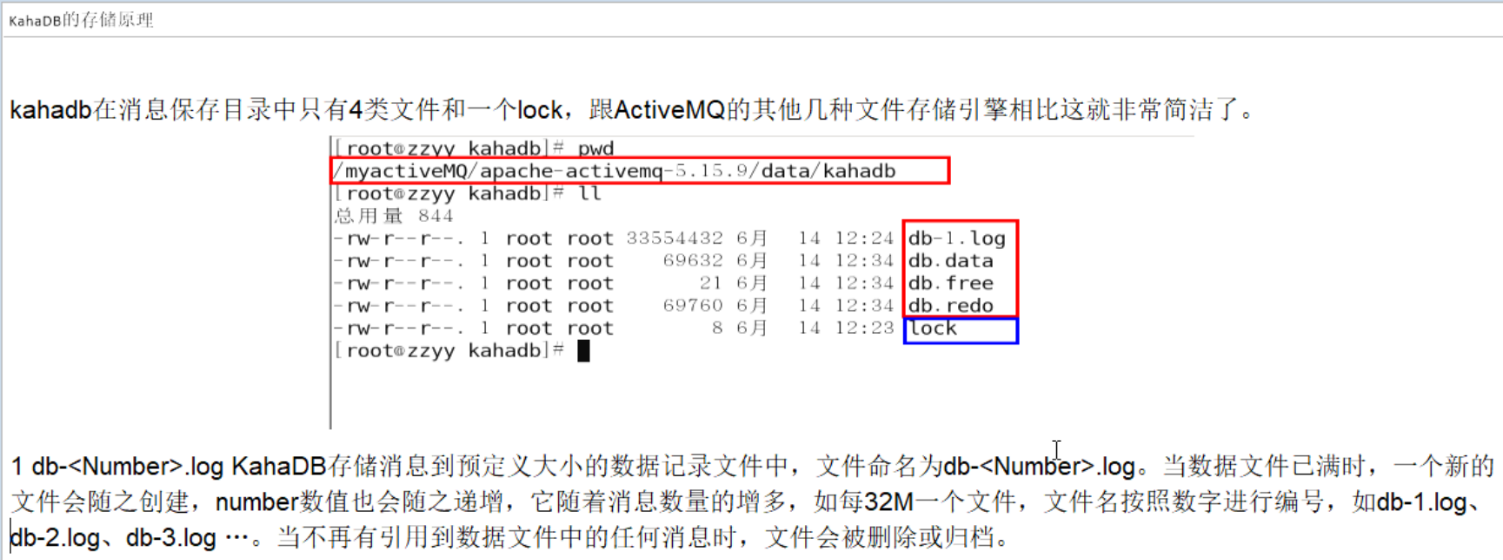 KahaDB的存储原理
kahadb在消息保存目录中只有4类文件和一个lock，跟ActiveMQ的其他几种文件存储引擎相比这就非常简洁了。
[root@zzyy kahadb]# pwd
/myactiveMQ/apache-activemq-5.15.9/data/kahadb
[root@zzyy kahadb]# ll
总用量 844
-rw-r--r--. 1 root root 33554432 6月  14 12:24 db-1.log
-rw-r--r--. 1 root root    69632 6月  14 12:34 db.data
-rw-r--r--. 1 root root       21 6月  14 12:34 db.free
-rw-r--r--. 1 root root    69760 6月  14 12:34 db.redo
-rw-r--r--. 1 root root        8 6月  14 12:23 lock
[root@zzyy kahadb]#
1 db-<Number>.log KahaDB存储消息到预定义大小的数据记录文件中，文件命名为db-<Number>.log。当数据文件已满时，一个新的
文件会随之创建，number数值也会随之递增，它随着消息数量的增多，如每32M一个文件，文件名按照数字进行编号，如db-1.log、
db-2.log、db-3.log …。当不再有引用到数据文件中的任何消息时，文件会被删除或归档。